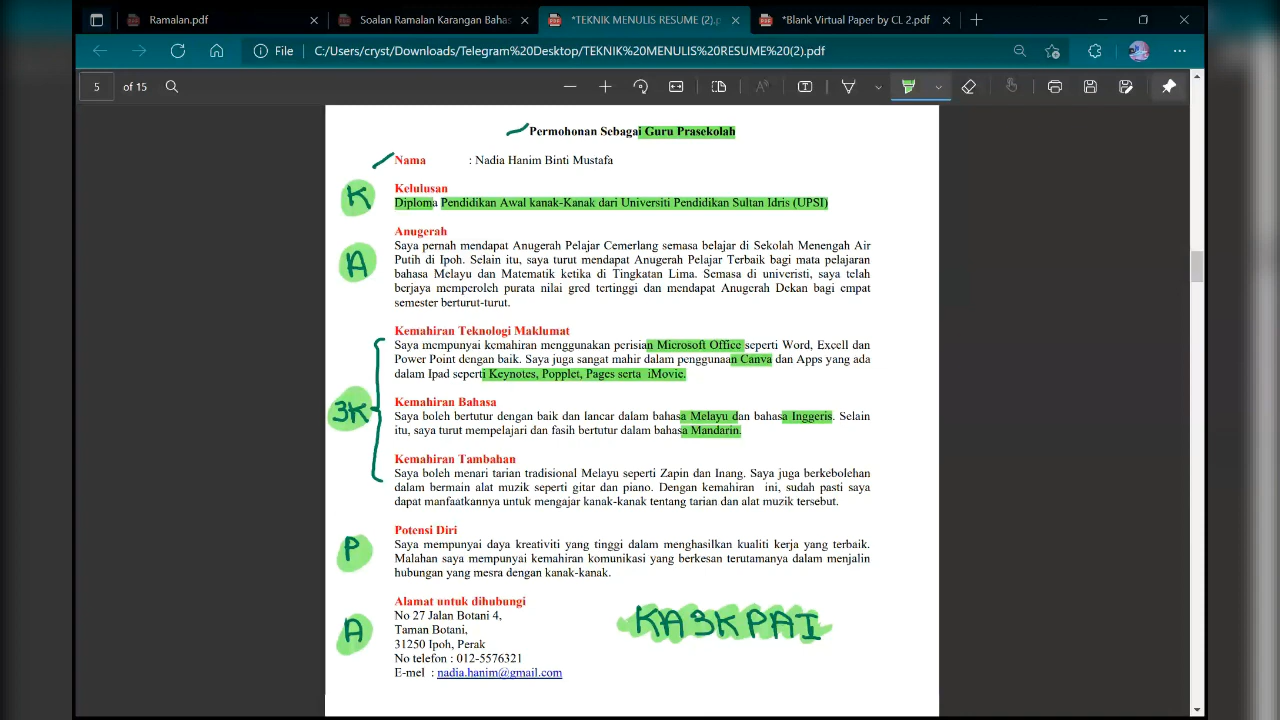 Ramalan.pdf
Soalan Ramalan Karangan Bahas
*TEKNIK MENULIS RESUME (2).p
*Blank Virtual Paper by CL 2.pdf
File
C:/Users/cryst/Downloads/Telegram%20Desktop/TEKNIK%20MENULIS%20RESUME%20(2).pdf
5 of 15
Permohonan Sebagai Guru Prasekolah
Nama : Nadia Hanim Binti Mustafa
K
Kelulusan
Diploma Pendidikan Awal kanak-Kanak dari Universiti Pendidikan Sultan Idris (UPSI)
A
Anugerah
Saya pernah mendapat Anugerah Pelajar Cemerlang semasa belajar di Sekolah Menengah Air
Putih di Ipoh. Selain itu, saya turut mendapat Anugerah Pelajar Terbaik bagi mata pelajaran
bahasa Melayu dan Matematik ketika di Tingkatan Lima. Semasa di univeristi, saya telah
berjaya memperoleh purata nilai gred tertinggi dan mendapat Anugerah Dekan bagi empat
semester berturut-turut.
3K
Kemahiran Teknologi Maklumat
Saya mempunyai kemahiran menggunakan perisian Microsoft Office seperti Word, Excell dan
Power Point dengan baik. Saya juga sangat mahir dalam penggunaan Canva dan Apps yang ada
dalam Ipad seperti Keynotes, Popplet, Pages serta iMovie.
Kemahiran Bahasa
Saya boleh bertutur dengan baik dan lancar dalam bahasa Melayu dan bahasa Inggeris. Selain
itu, saya turut mempelajari dan fasih bertutur dalam bahasa Mandarin.
Kemahiran Tambahan
Saya boleh menari tarian tradisional Melayu seperti Zapin dan Inang. Saya juga berkebolehan
dalam bermain alat muzik seperti gitar dan piano. Dengan kemahiran ini, sudah pasti saya
dapat manfaatkannya untuk mengajar kanak-kanak tentang tarian dan alat muzik tersebut.
P
Potensi Diri
Saya mempunyai daya kreativiti yang tinggi dalam menghasilkan kualiti kerja yang terbaik.
Malahan saya mempunyai kemahiran komunikasi yang berkesan terutamanya dalam menjalin
hubungan yang mesra dengan kanak-kanak.
A
Alamat untuk dihubungi
No 27 Jalan Botani 4,
Taman Botani,
31250 Ipoh, Perak
No telefon : 012-5576321
E-mel : nadia.hanim@gmail.com
KA3KPAI